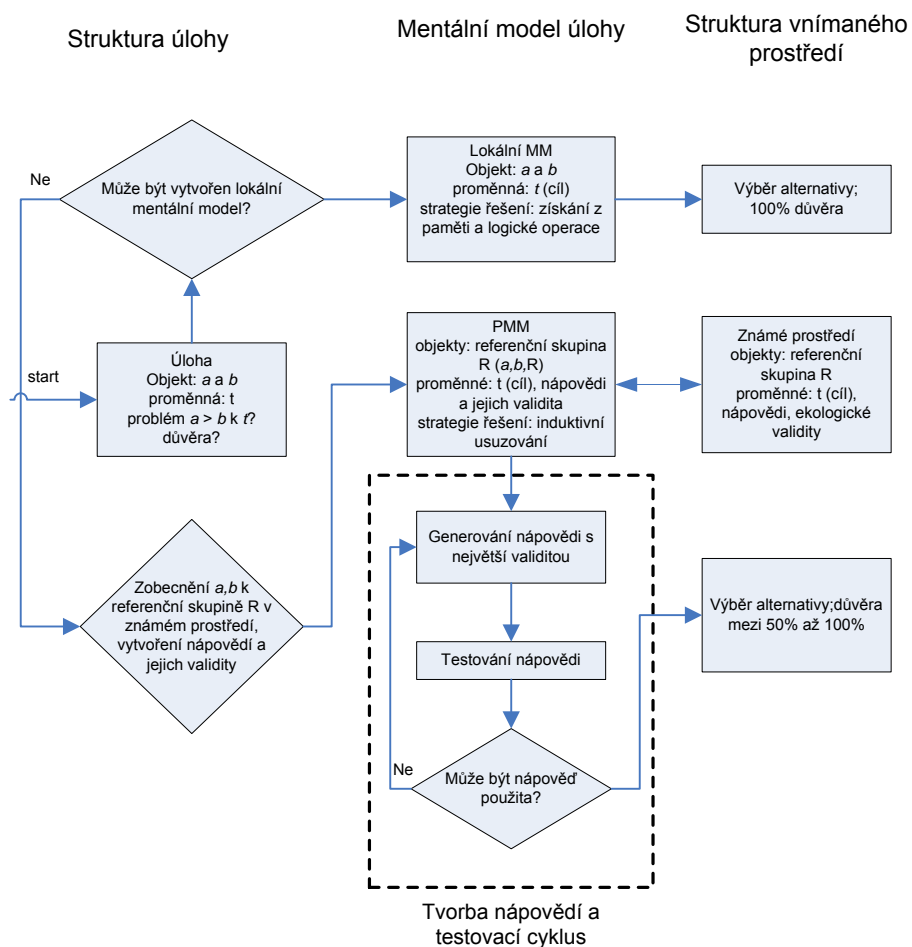 Struktura úlohy
Mentální model úlohy
Struktura vnímaného
prostředí
Ne
Může být vytvořen lokální
mentální model?
Lokální MM
Objekt: a a b
proměnná: t (cíl)
strategie řešení: získání z
paměti a logické operace
Výběr alternativy;
100% důvěra
start
Úloha
Objekt: a a b
proměnná: t
problém a > b k t?
důvěra?
PMM
objekty: referenční skupina
R (a,b,R)
proměnné: t (cíl), nápovědi
a jejich validita
strategie řešení: induktivní
usuzování
Známé prostředí
objekty: referenční
skupina R
proměnné: t (cíl),
nápovědi, ekologické
validity
Zobecnění a,b k
referenční skupině R v
známém prostředí,
vytvoření nápovědí a
jejich validity
Generování nápovědi s
největší validitou
Testování nápovědi
Ne
Může být nápověď
použita?
Výběr alternativy;důvěra
mezi 50% až 100%
Tvorba nápovědí a
testovací cyklus